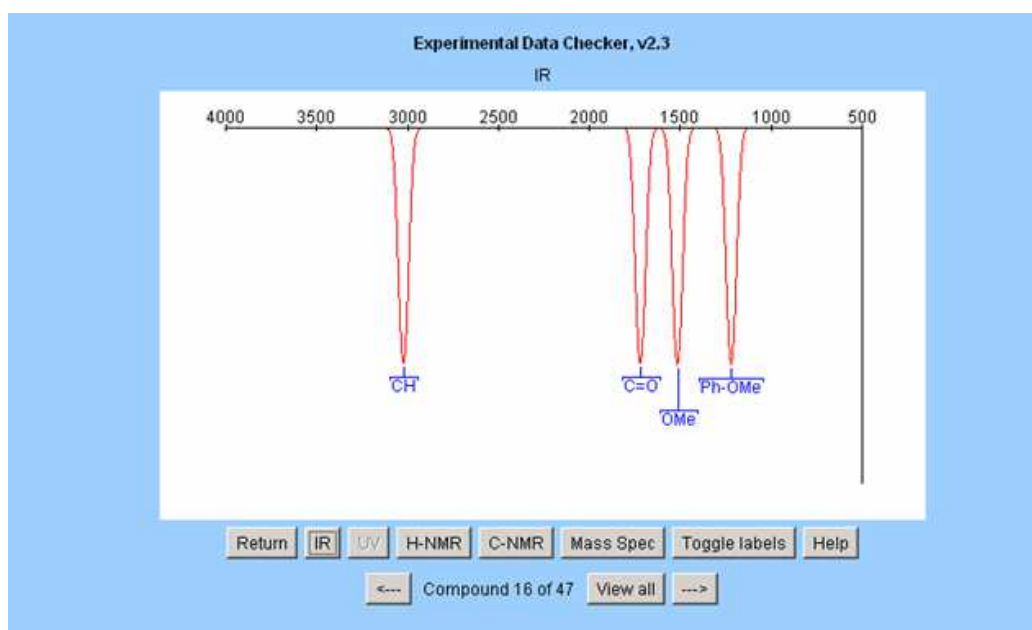 Experimental Data Checker, v2.3
IR
4000 3500 3000 2500 2000 1500 1000 500
CH C=O Ph-OMe
OMe
Return IR UV H-NMR C-NMR Mass Spec Toggle labels Help
<--- Compound 16 of 47 View all --->